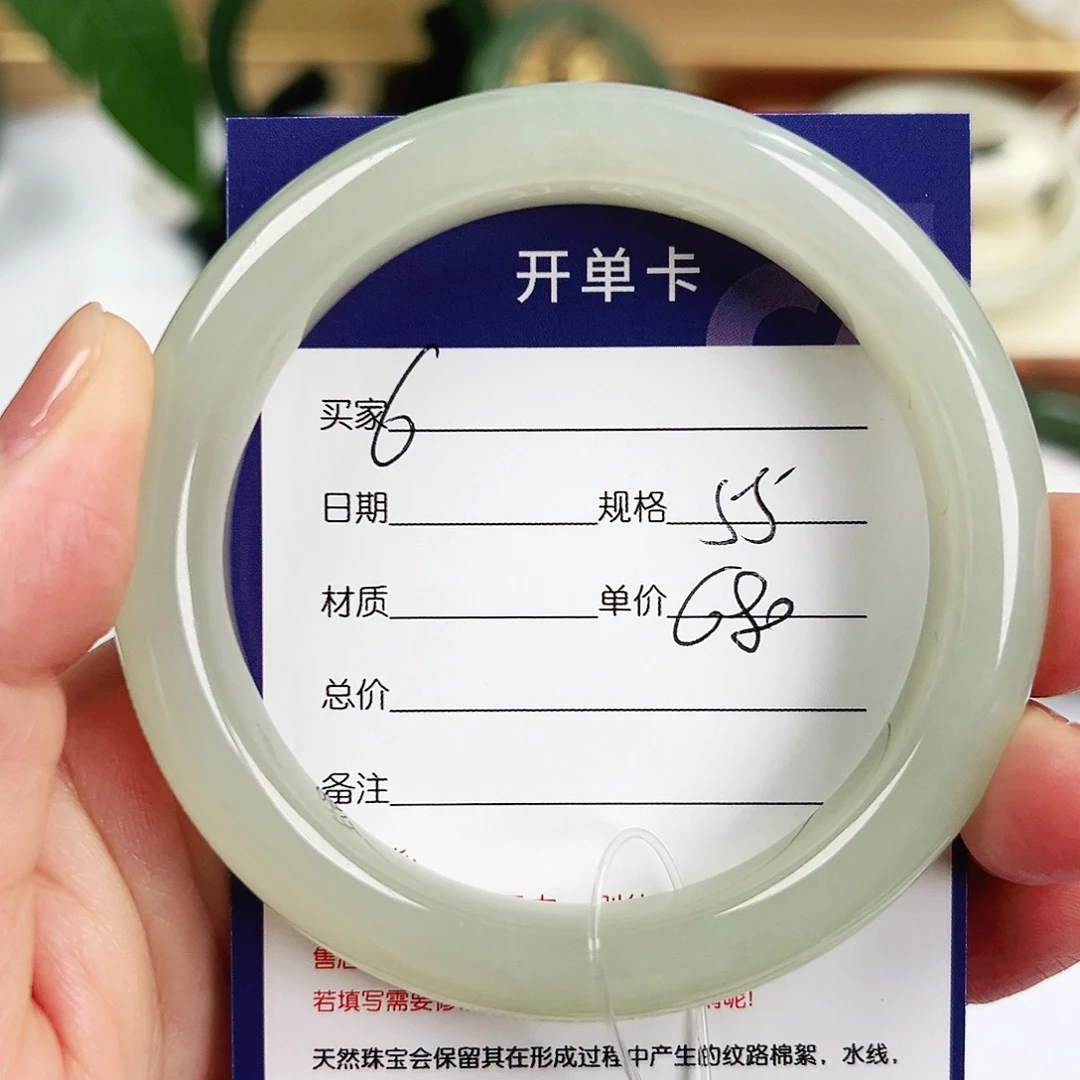 开单卡
买家 6
日期 规格 55
材质 单价 680
总价
备注
若填写需要
天然珠宝会保留其在形成过程中产生的纹路棉絮，水线，